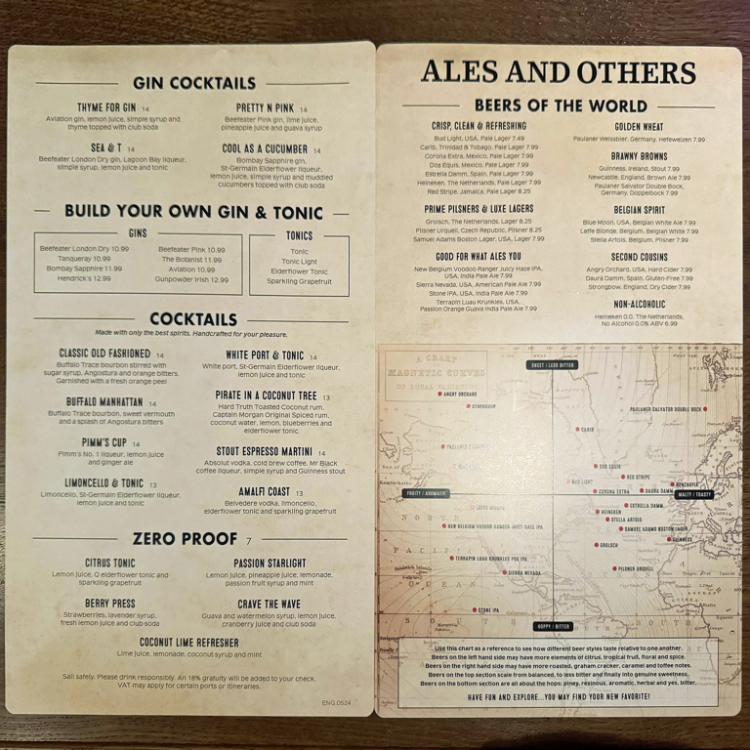 GIN COCKTAILS
THYME FOR GIN 14
Aviation gin, lemon juice, simple syrup and
thyme topped with club soda
SEA & T 14
Beefeater London Dry gin, Lagoon Bay liqueur,
simple syrup, lemon juice and tonic
PRETTY N PINK 14
Beefeater Pink gin, lime juice,
pineapple juice and guava syrup
COOL AS A CUCUMBER 14
Bombay Sapphire gin,
St-Germain Elderflower liqueur,
lemon juice, simple syrup and muddled
cucumbers topped with club soda
BUILD YOUR OWN GIN & TONIC
GINS
Beefeater London Dry 10.99
Tanqueray 10.99
Bombay Sapphire 11.99
Hendrick's 12.99
Beefeater Pink 10.99
The Botanist 11.99
Aviation 10.99
Gunpowder Irish 12.99
TONICS
Tonic
Tonic Light
Elderflower Tonic
Sparkling Grapefruit
COCKTAILS
Made with only the best spirits. Handcrafted for your pleasure.
CLASSIC OLD FASHIONED 14
Buffalo Trace bourbon stirred with
sugar syrup, Angostura and orange bitters.
Garnished with a fresh orange peel
BUFFALO MANHATTAN 14
Buffalo Trace bourbon, sweet vermouth
and a splash of Angostura bitters
PIMM'S CUP 14
Pimm's No. 1 liqueur, lemon juice
and ginger ale
LIMONCELLO & TONIC 13
Limoncello, St-Germain Elderflower liqueur,
lemon juice and tonic
WHITE PORT & TONIC 14
White port, St-Germain Elderflower liqueur,
lemon juice and tonic
PIRATE IN A COCONUT TREE 13
Hard Truth Toasted Coconut rum,
Captain Morgan Original Spiced rum,
coconut water, lemon, blueberries and
elderflower tonic
STOUT ESPRESSO MARTINI 14
Absolut vodka, cold brew coffee, Mr Black
coffee liqueur, simple syrup and Guinness stout
AMALFI COAST 13
Belvedere vodka, limoncello,
elderflower tonic and sparkling grapefruit
ZERO PROOF 7
CITRUS TONIC
Lemon juice, Q elderflower tonic and
sparkling grapefruit
BERRY PRESS
Strawberries, lavender syrup,
fresh lemon juice and club soda
PASSION STARLIGHT
Lemon juice, pineapple juice, lemonade,
passion fruit syrup and mint
CRAVE THE WAVE
Guava and watermelon syrup, lemon juice,
cranberry juice and club soda
COCONUT LIME REFRESHER
Lime juice, lemonade, coconut syrup and mint
Sail safely. Please drink responsibly. An 18% gratuity will be added to your check.
VAT may apply for certain ports or itineraries.
ENG.0524
ALES AND OTHERS
BEERS OF THE WORLD
CRISP, CLEAN & REFRESHING
Bud Light, USA, Pale Lager 7.49
Carib, Trinidad & Tobago, Pale Lager 7.99
Corona Extra, Mexico, Pale Lager 7.99
Dos Equis, Mexico, Pale Lager 7.99
Estrella Damm, Spain, Pale Lager 7.99
Heineken, The Netherlands, Pale Lager 7.99
Red Stripe, Jamaica, Pale Lager 8.25
PRIME PILSNERS & LUXE LAGERS
Grolsch, The Netherlands, Lager 8.25
Pilsner Urquell, Czech Republic, Pilsner 8.25
Samuel Adams Boston Lager, USA, Lager 7.99
GOOD FOR WHAT ALES YOU
New Belgium Voodoo Ranger Juicy Haze IPA,
USA, India Pale Ale 7.99
Sierra Nevada, USA, American Pale Ale 7.99
Stone IPA, USA, India Pale Ale 7.99
Terrapin Luau Krunkles, USA,
Passion Orange Guava India Pale Ale 7.99
GOLDEN WHEAT
Paulaner Weissbier, Germany, Hefeweizen 7.99
BRAWNY BROWNS
Guinness, Ireland, Stout 7.99
Newcastle, England, Brown Ale 7.99
Paulaner Salvator Double Bock,
Germany, Doppelbock 7.99
BELGIAN SPIRIT
Blue Moon, USA, Belgian White Ale 7.99
Leffe Blonde, Belgium, Belgian White 7.99
Stella Artois, Belgium, Pilsner 7.99
SECOND COUSINS
Angry Orchard, USA, Hard Cider 7.99
Daura Damm, Spain, Gluten-Free 7.99
Strongbow, England, Dry Cider 7.99
NON-ALCOHOLIC
Heineken 0.0, The Netherlands,
No Alcohol 0.0% ABV 6.99
A CHART
MAGNETIC CURVES
SWEET / LESS BITTER
ANGRY ORCHARD
STRONGBOW
PAULANER SALVATOR DOUBLE BOCK
CARIB
DOS EQUIS
RED STRIPE
BUD LIGHT
NEWCASTLE
CORONA EXTRA
DAURA DAMM
FRUITY / AROMATIC
MALTY / TOASTY
ESTRELLA DAMM
HEINEKEN
STELLA ARTOIS
NEW BELGIUM VOODOO RANGER JUICY HAZE IPA
SAMUEL ADAMS BOSTON LAGER
GUINNESS
GROLSCH
TERRAPIN LUAU KRUNKLES POG IPA
SIERRA NEVADA
PILSNER URQUELL
STONE IPA
NORTH
PACIFIC
OCEAN
SOUTH
HOPPY / BITTER
Use this chart as a reference to see how different beer styles taste relative to one another.
Beers on the left hand side may have more elements of citrus, tropical fruit, floral and spice.
Beers on the right hand side may have more roasted, graham cracker, caramel and toffee notes.
Beers on the top section scale from balanced, to less bitter and finally into genuine sweetness.
Beers on the bottom section are all about the hops: piney, resinous, aromatic, herbal and yes, bitter.
HAVE FUN AND EXPLORE...YOU MAY FIND YOUR NEW FAVORITE!